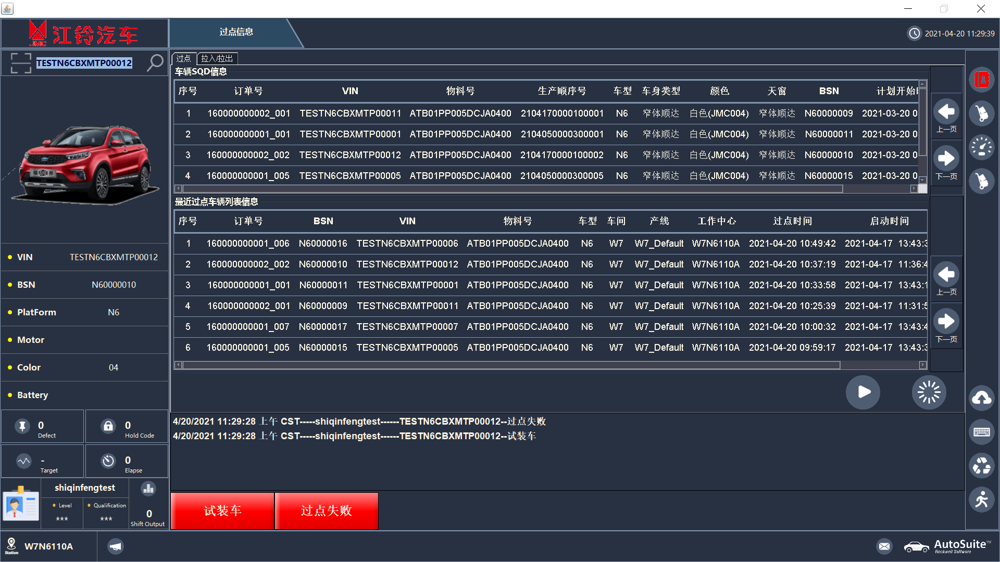 JMC 江铃汽车
过点信息
2021-04-20 11:29:39
TESTN6CBXMTP00012
过点 拉入/拉出
车辆SQD信息
序号 订单号 VIN 物料号 生产顺序号 车型 车身类型 颜色 天窗 BSN 计划开始
1 160000000002_001 TESTN6CBXMTP00011 ATB01PP005DCJA0400 2104170000100001 N6 窄体顺达 白色(JMC004) 窄体顺达 N60000009 2021-03-20 0
2 160000000001_001 TESTN6CBXMTP00001 ATB01PP005DCJA0400 2104050000300001 N6 窄体顺达 白色(JMC004) 窄体顺达 N60000011 2021-03-20 0
3 160000000002_002 TESTN6CBXMTP00012 ATB01PP005DCJA0400 2104170000100002 N6 窄体顺达 白色(JMC004) 窄体顺达 N60000010 2021-03-20 0
4 160000000001_005 TESTN6CBXMTP00005 ATB01PP005DCJA0400 2104050000300005 N6 窄体顺达 白色(JMC004) 窄体顺达 N60000015 2021-03-20 0
上一页
下一页
最近过点车辆列表信息
序号 订单号 BSN VIN 物料号 车型 车间 产线 工作中心 过点时间 启动时间
1 160000000001_006 N60000016 TESTN6CBXMTP00006 ATB01PP005DCJA0400 N6 W7 W7_Default W7N6110A 2021-04-20 10:49:42 2021-04-17 13:43:3
2 160000000002_002 N60000010 TESTN6CBXMTP00012 ATB01PP005DCJA0400 N6 W7 W7_Default W7N6110A 2021-04-20 10:37:19 2021-04-17 11:36:4
3 160000000001_001 N60000011 TESTN6CBXMTP00001 ATB01PP005DCJA0400 N6 W7 W7_Default W7N6110A 2021-04-20 10:33:58 2021-04-17 13:43:1
4 160000000002_001 N60000009 TESTN6CBXMTP00011 ATB01PP005DCJA0400 N6 W7 W7_Default W7N6110A 2021-04-20 10:25:39 2021-04-17 11:31:5
5 160000000001_007 N60000017 TESTN6CBXMTP00007 ATB01PP005DCJA0400 N6 W7 W7_Default W7N6110A 2021-04-20 10:00:32 2021-04-17 13:43:4
6 160000000001_005 N60000015 TESTN6CBXMTP00005 ATB01PP005DCJA0400 N6 W7 W7_Default W7N6110A 2021-04-20 09:59:17 2021-04-17 13:43:3
上一页
下一页
VIN TESTN6CBXMTP00012
BSN N60000010
PlatForm N6
Motor
Color 04
Battery
0 Defect
0 Hold Code
- Target
0 Elapse
shiqinfengtest
Level Qualification
*** ***
0
Shift Output
4/20/2021 11:29:28 上午 CST-----shiqinfengtest------TESTN6CBXMTP00012--过点失败
4/20/2021 11:29:28 上午 CST-----shiqinfengtest------TESTN6CBXMTP00012--试装车
试装车 过点失败
Station W7N6110A
AutoSuite™
Rockwell Software